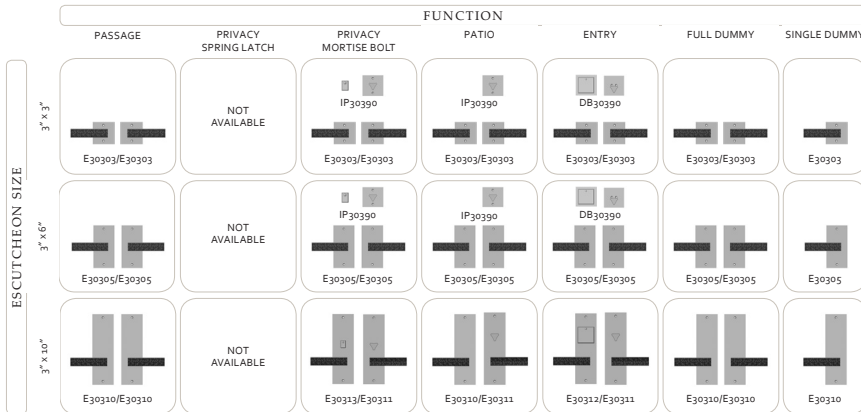 FUNCTION
PASSAGE
PRIVACY
SPRING LATCH
PRIVACY
MORTISE BOLT
PATIO
ENTRY
FULL DUMMY
SINGLE DUMMY
ESCUTCHEON SIZE
3" x 3"
E30303/E30303
NOT
AVAILABLE
IP30390
E30303/E30303
IP30390
E30303/E30303
DB30390
E30303/E30303
E30303/E30303
E30303
3" x 6"
E30305/E30305
NOT
AVAILABLE
IP30390
E30305/E30305
IP30390
E30305/E30305
DB30390
E30305/E30305
E30305/E30305
E30305
3" x 10"
E30310/E30310
NOT
AVAILABLE
E30313/E30311
E30310/E30311
E30312/E30311
E30310/E30310
E30310